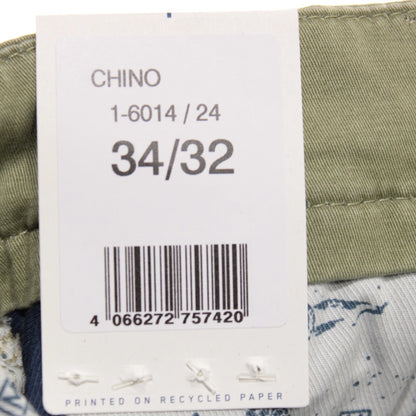 CHINO
1-6014 / 24
34/32
4 066272 757420
PRINTED ON RECYCLED PAPER